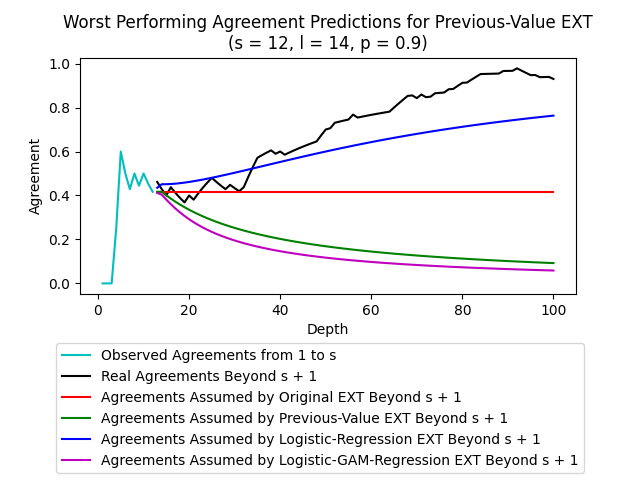 Worst Performing Agreement Predictions for Previous-Value EXT
(s = 12, l = 14, p = 0.9)
Agreement
1.0
0.8
0.6
0.4
0.2
0.0
0
20
40
60
80
100
Depth
Observed Agreements from 1 to s
Real Agreements Beyond s + 1
Agreements Assumed by Original EXT Beyond s + 1
Agreements Assumed by Previous-Value EXT Beyond s + 1
Agreements Assumed by Logistic-Regression EXT Beyond s + 1
Agreements Assumed by Logistic-GAM-Regression EXT Beyond s + 1